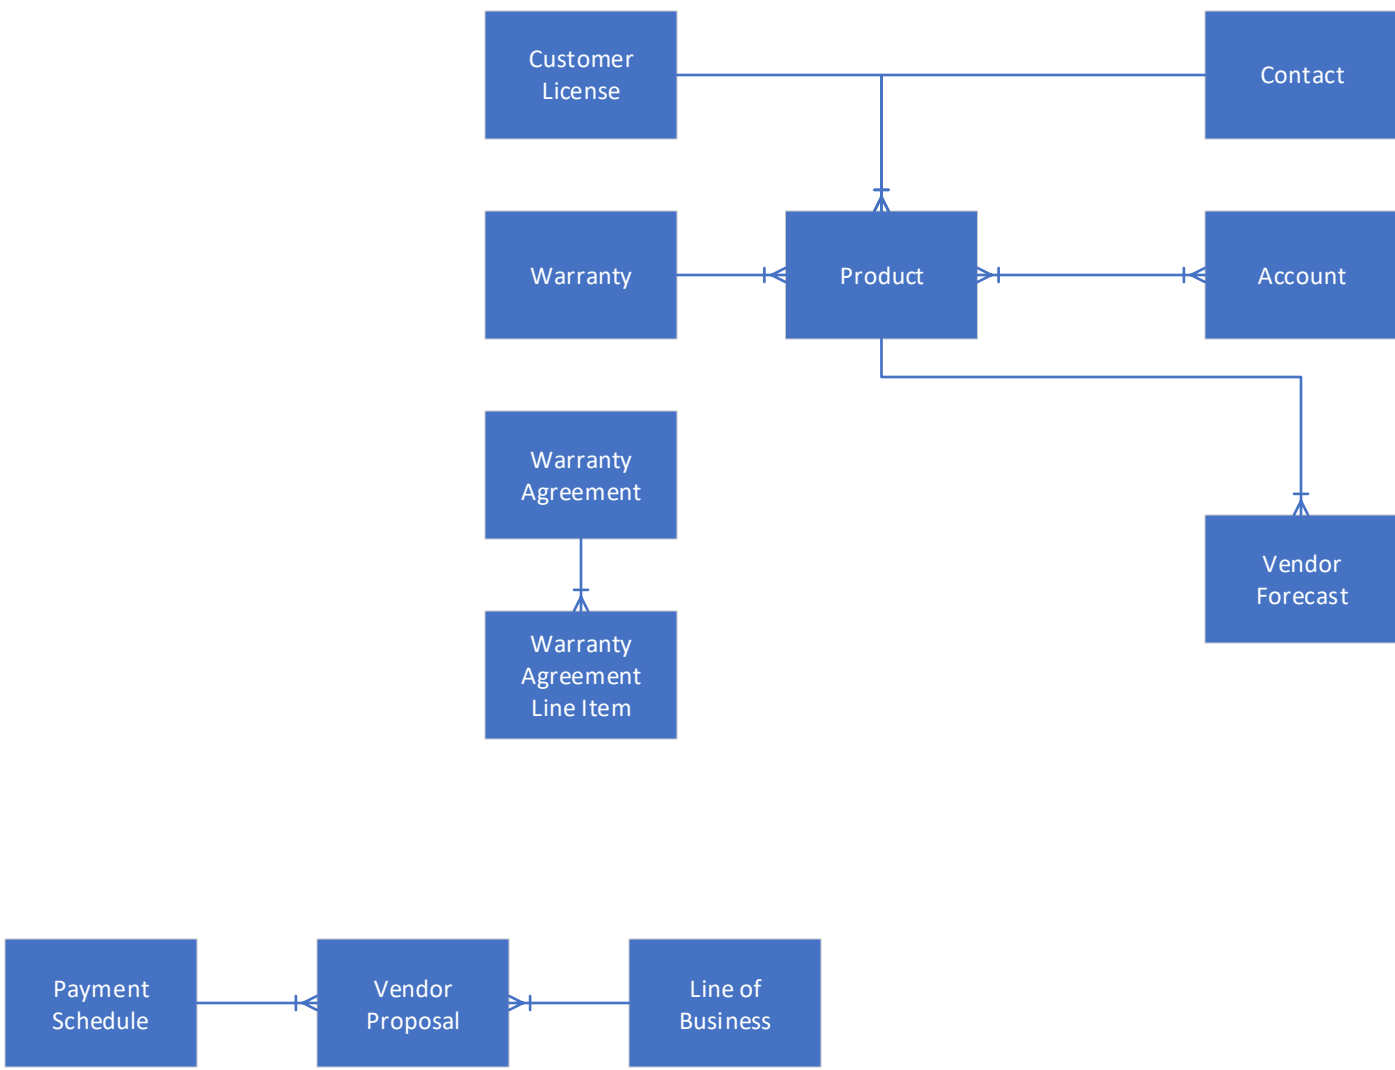 Customer
License
Contact
Warranty
Product
Account
Warranty
Agreement
Vendor
Forecast
Warranty
Agreement
Line Item
Payment
Schedule
Vendor
Proposal
Line of
Business